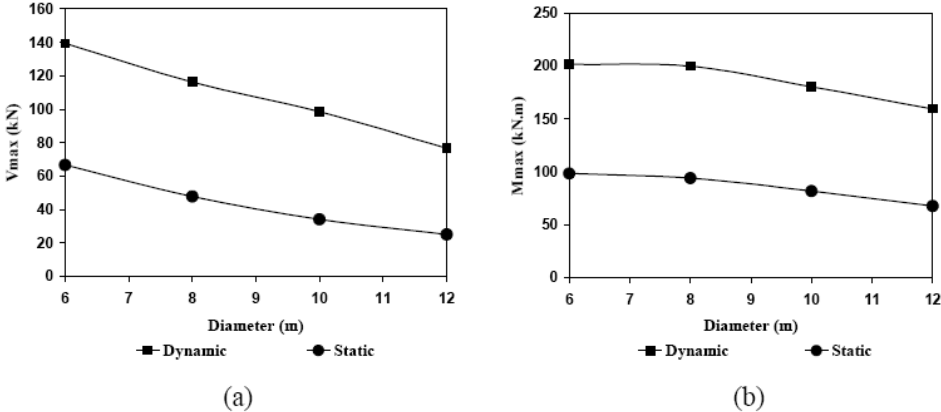 160
140
120
100
80
60
40
20
0
Vmax (kN)
6 7 8 9 10 11 12
Diameter (m)
Dynamic Static
(a)
250
200
150
100
50
0
Mmax (kN.m)
6 7 8 9 10 11 12
Diameter (m)
Dynamic Static
(b)